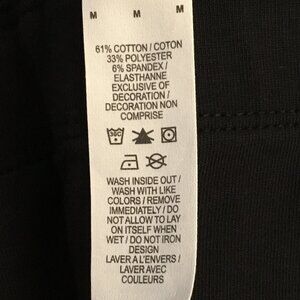 M M M
61% COTTON / COTON
33% POLYESTER
6% SPANDEX /
ELASTHANNE
EXCLUSIVE OF
DECORATION /
DECORATION NON
COMPRISE
30C
WASH INSIDE OUT /
WASH WITH LIKE
COLORS / REMOVE
IMMEDIATELY / DO
NOT ALLOW TO LAY
ON ITSELF WHEN
WET / DO NOT IRON
DESIGN
LAVER A L'ENVERS /
LAVER AVEC
COULEURS